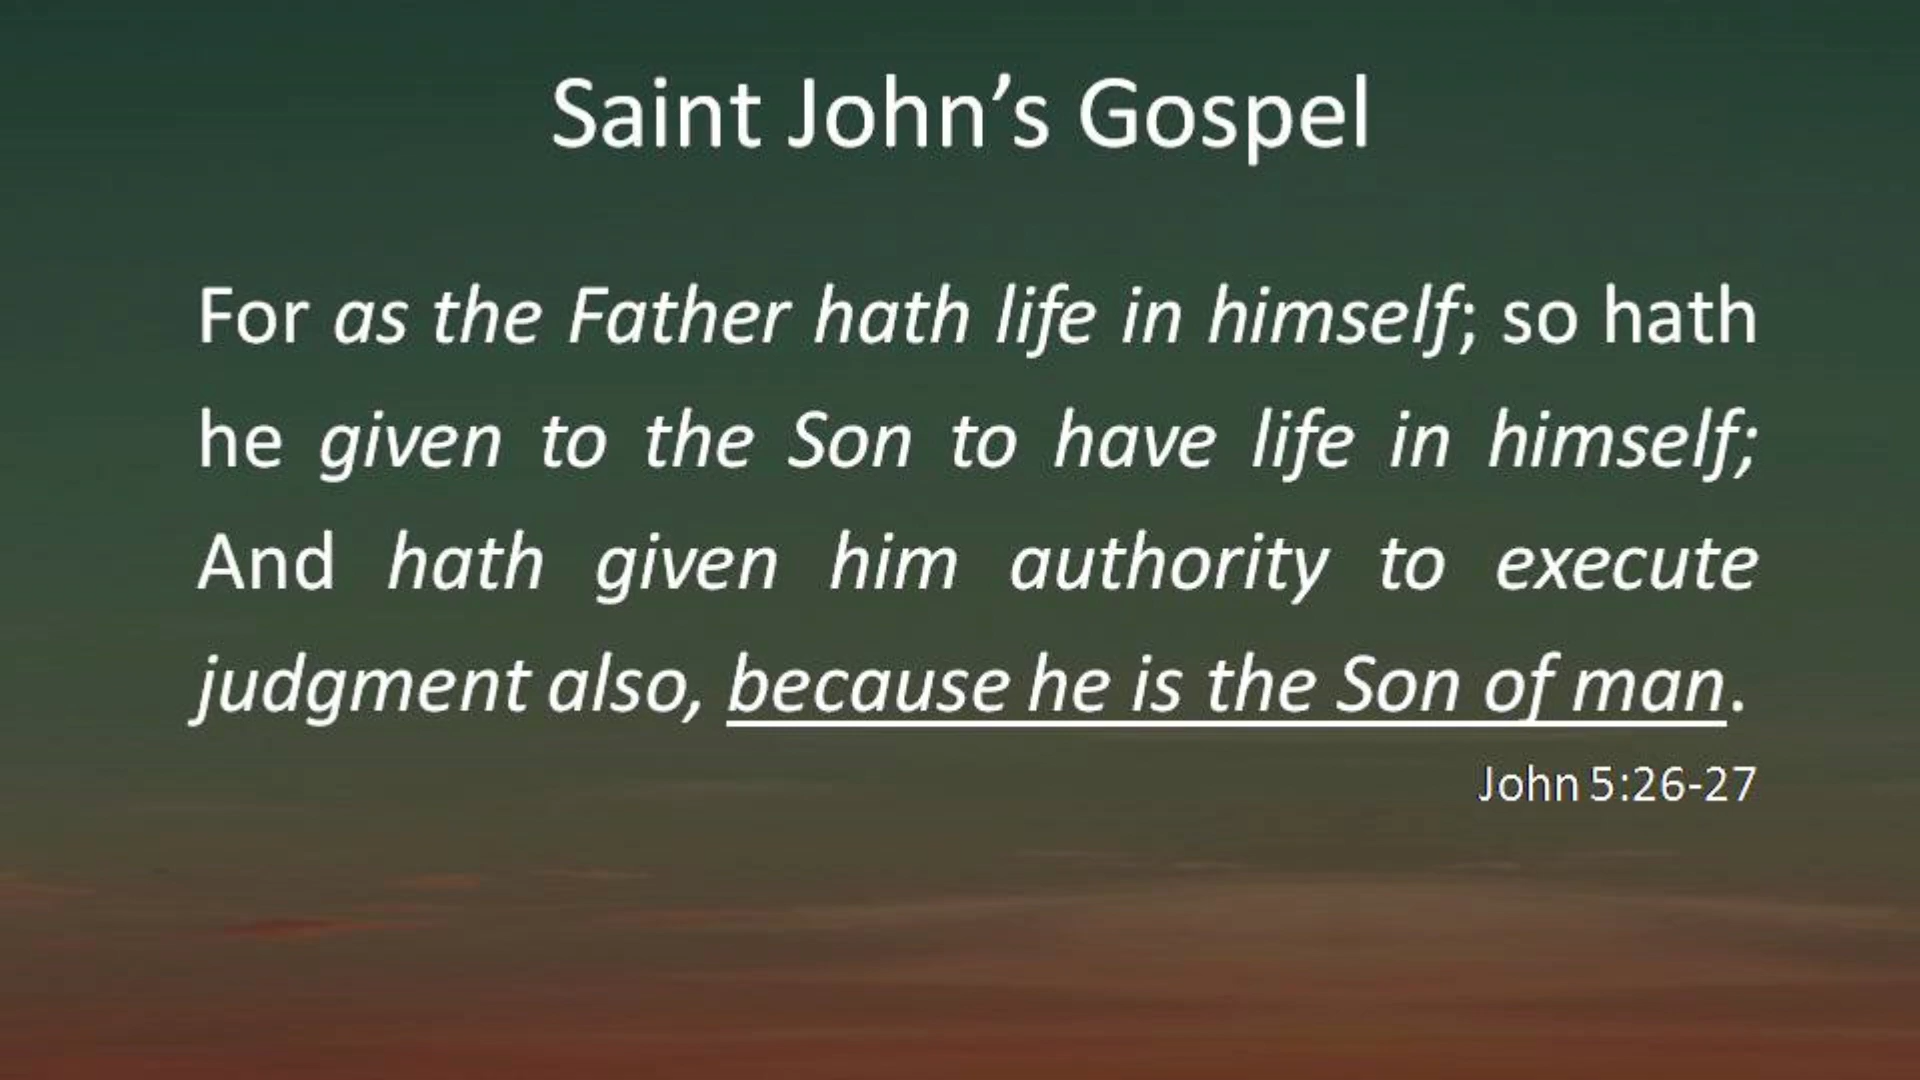 Saint John’s Gospel
For as the Father hath life in himself; so hath
he given to the Son to have life in himself;
And hath given him authority to execute
judgment also, because he is the Son of man.
John 5:26-27